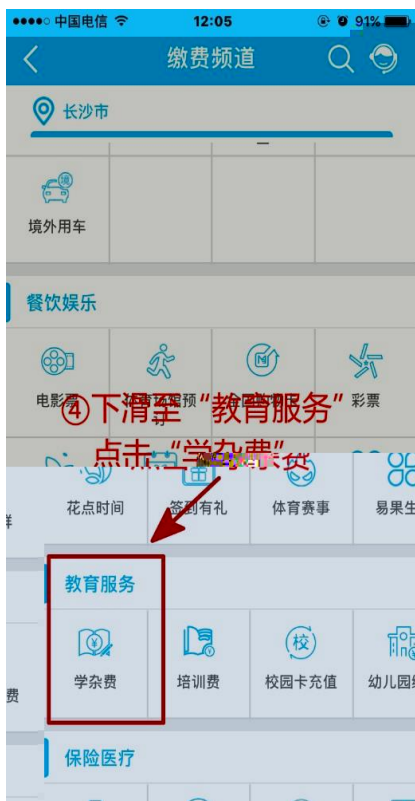 中国电信 12:05 91%
缴费频道
长沙市
境外用车
餐饮娱乐
彩票
④下滑至“教育服务”
点击“学杂费”
花点时间 签到有礼 体育赛事 易果生
教育服务
学杂费 培训费 校园卡充值 幼儿园
费
保险医疗